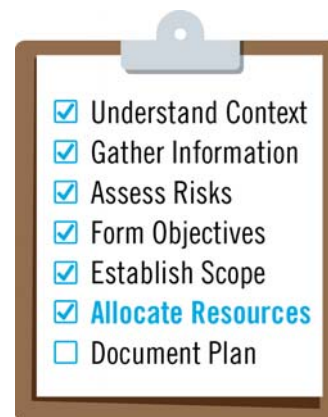 Understand Context
Gather Information
Assess Risks
Form Objectives
Establish Scope
Allocate Resources
Document Plan